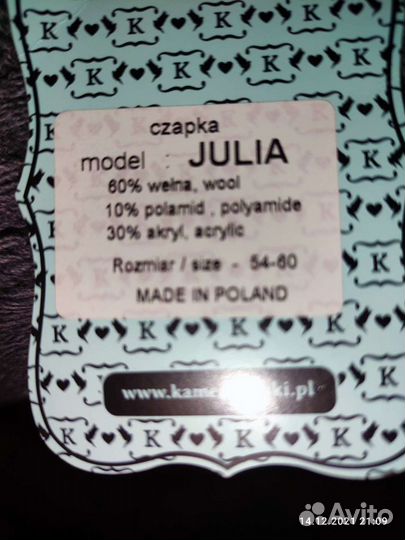 czapka
model : JULIA
60% wełna, wool
10% polamid , polyamide
30% akryl, acrylic
Rozmiar / size - 54-60
MADE IN POLAND
14.12.2021 21:09
Avito